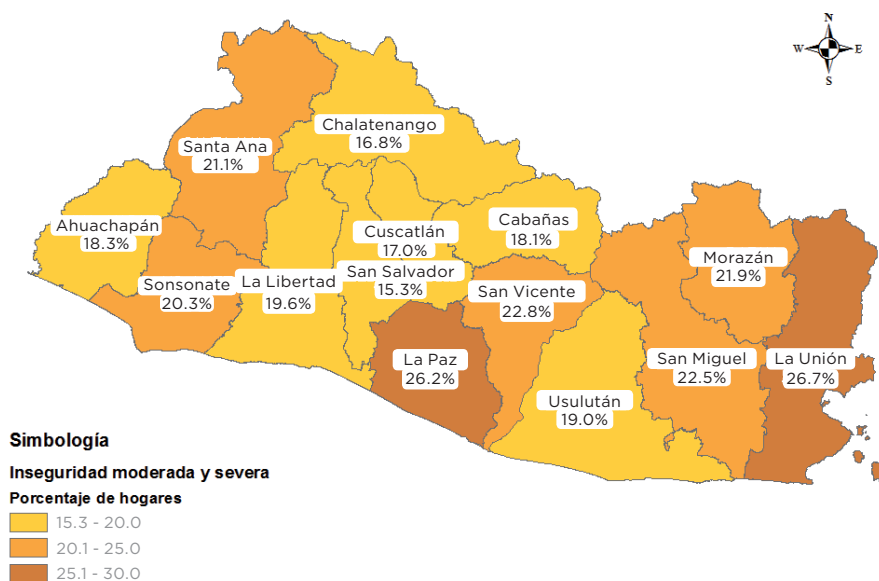 N
W
E
S
Chalatenango
16.8%
Santa Ana
21.1%
Ahuachapán
18.3%
Cuscatlán
17.0%
Cabañas
18.1%
Sonsonate
20.3%
La Libertad
19.6%
San Salvador
15.3%
San Vicente
22.8%
Morazán
21.9%
La Paz
26.2%
San Miguel
22.5%
La Unión
26.7%
Usulután
19.0%
Simbología
Inseguridad moderada y severa
Porcentaje de hogares
15.3 - 20.0
20.1 - 25.0
25.1 - 30.0